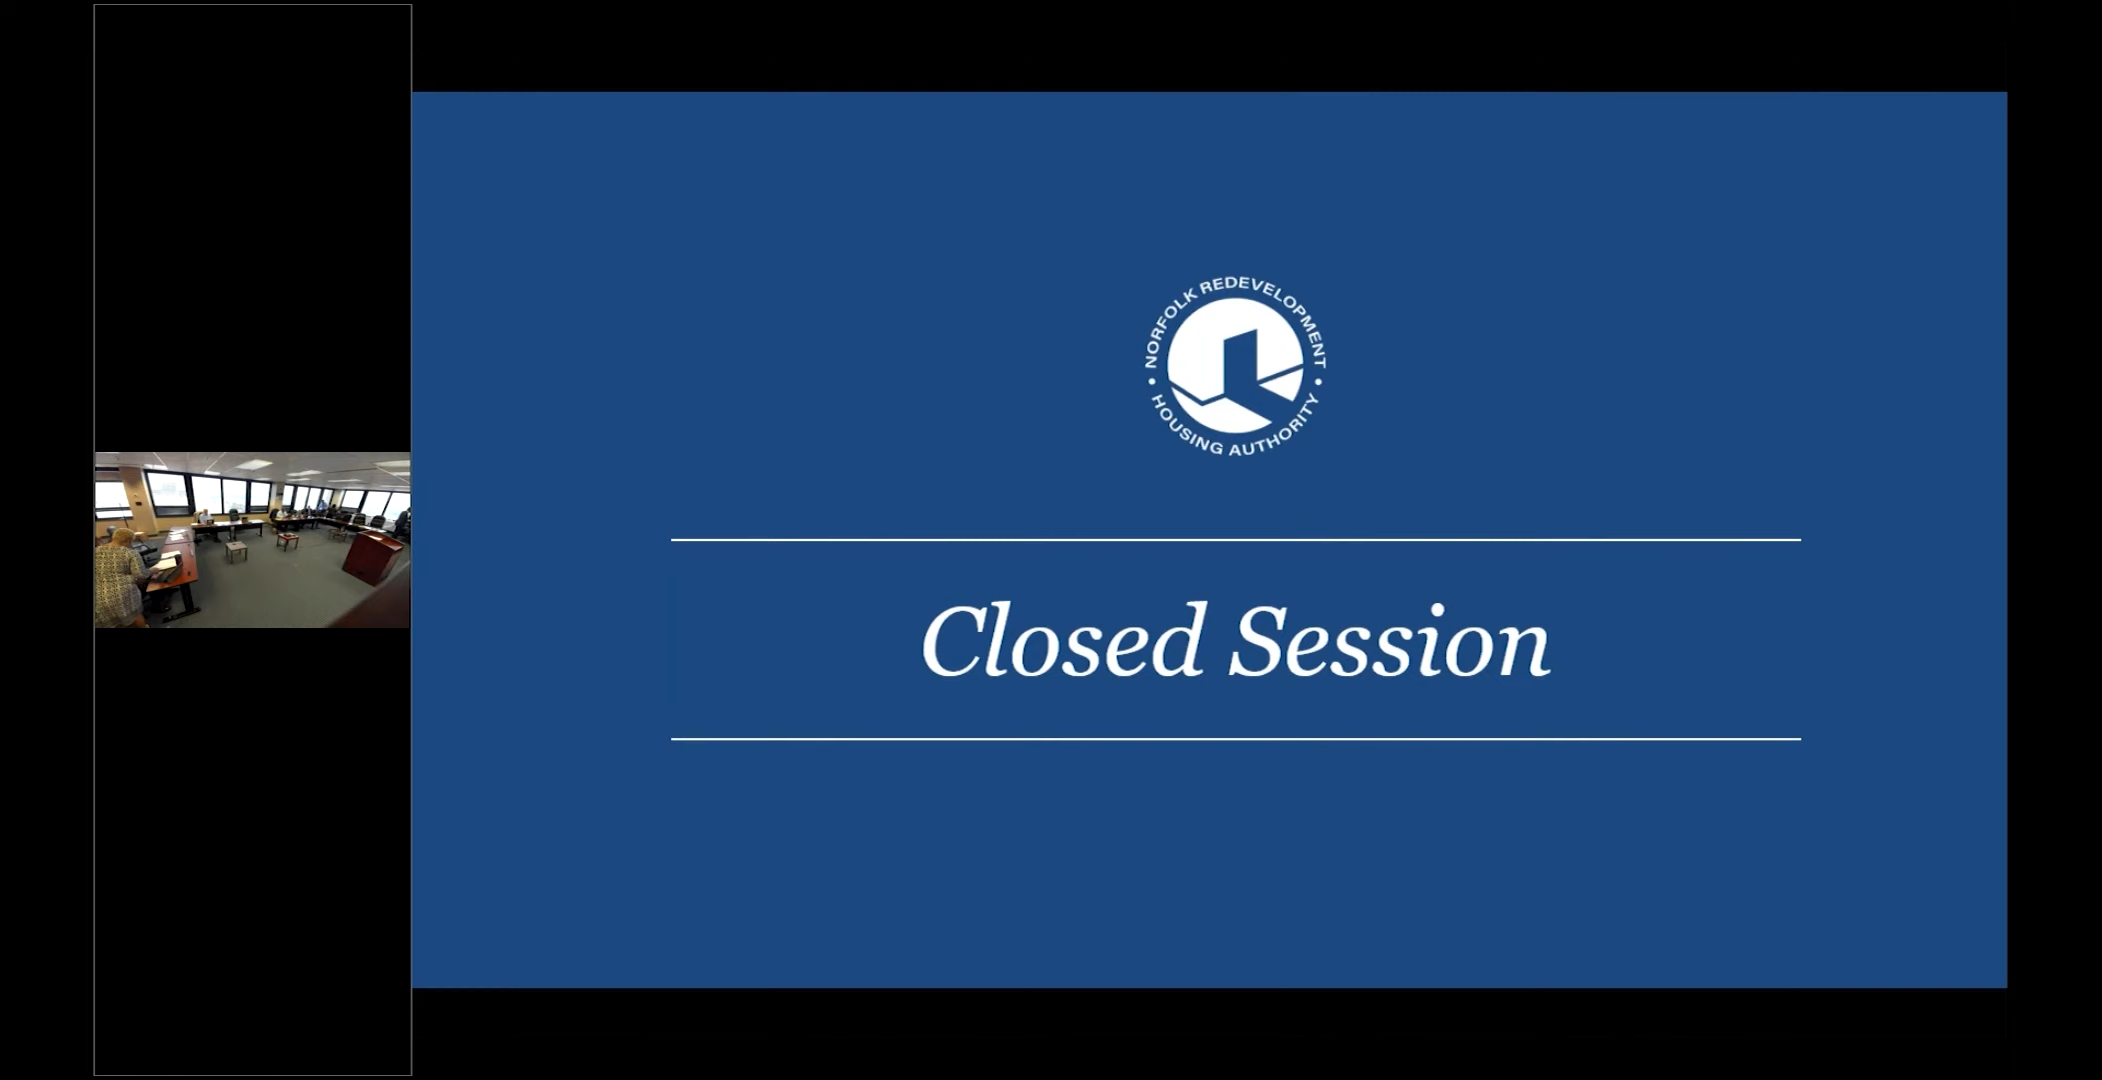 NORFOLK REDEVELOPMENT
• HOUSING AUTHORITY •
Closed Session